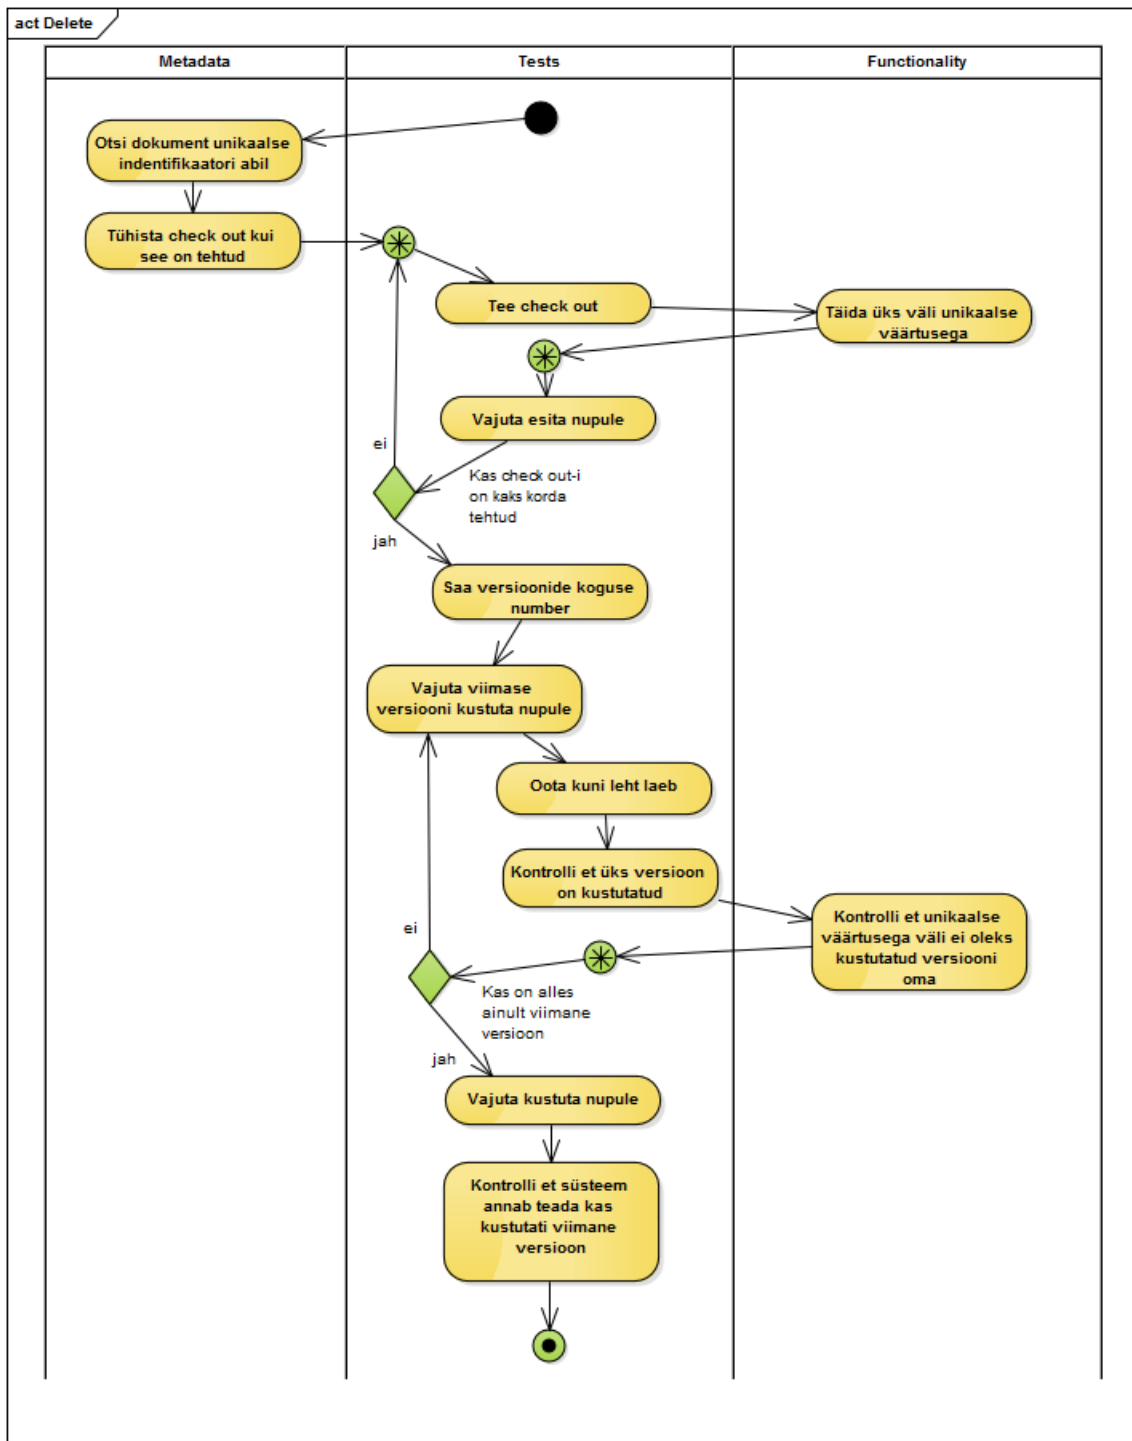 act Delete
Metadata
Tests
Functionality
Otsi dokument unikaalse
indentifikaatori abil
Tühista check out kui
see on tehtud
Tee check out
Täida üks väli unikaalse
väärtusega
Vajuta esita nupule
ei
Kas check out-i
on kaks korda
tehtud
jah
Saa versioonide koguse
number
Vajuta viimase
versiooni kustuta nupule
Oota kuni leht laeb
Kontrolli et üks versioon
on kustutatud
Kontrolli et unikaalse
väärtusega väli ei oleks
kustutatud versiooni
oma
ei
Kas on alles
ainult viimane
versioon
jah
Vajuta kustuta nupule
Kontrolli et süsteem
annab teada kas
kustutati viimane
versioon